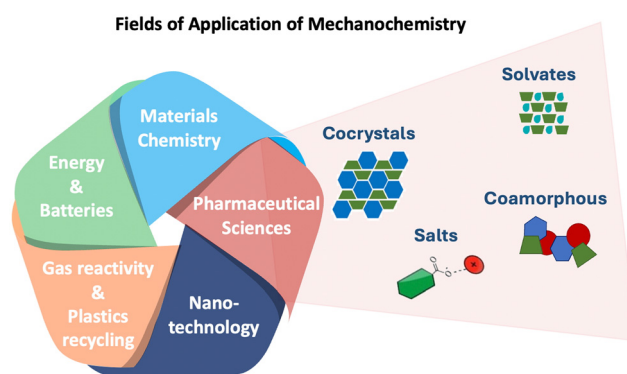 Fields of Application of Mechanochemistry
Materials
Chemistry
Energy
&
Batteries
Pharmaceutical
Sciences
Gas reactivity
&
Plastics
recycling
Nano-
technology
Solvates
Cocrystals
Coamorphous
Salts